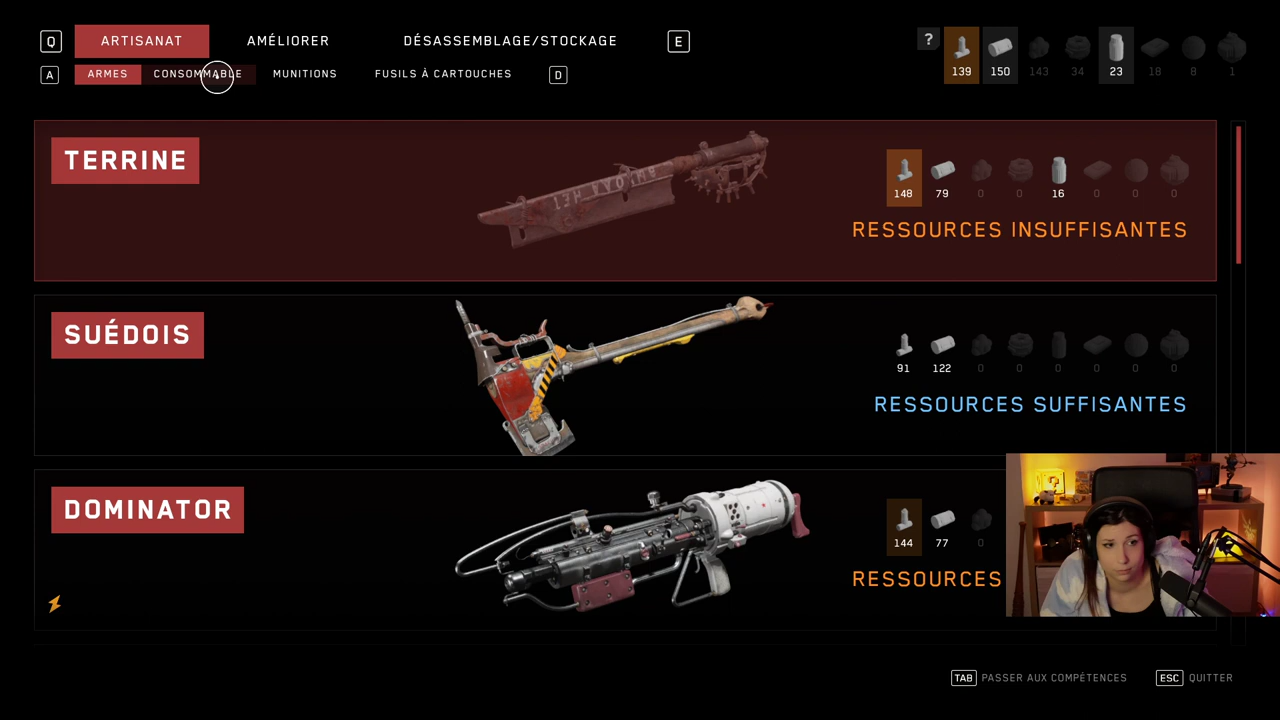 Q ARTISANAT AMÉLIORER DÉSASSEMBLAGE/STOCKAGE E
A ARMES CONSOMMABLE MUNITIONS FUSILS À CARTOUCHES D
?
139 150 143 34 23 18 8 1
TERRINE
148 79 0 0 16 0 0 0
RESSOURCES INSUFFISANTES
SUÉDOIS
91 122 0 0 0 0 0 0
RESSOURCES SUFFISANTES
DOMINATOR
144 77 0
RESSOURCES
TAB PASSER AUX COMPÉTENCES ESC QUITTER